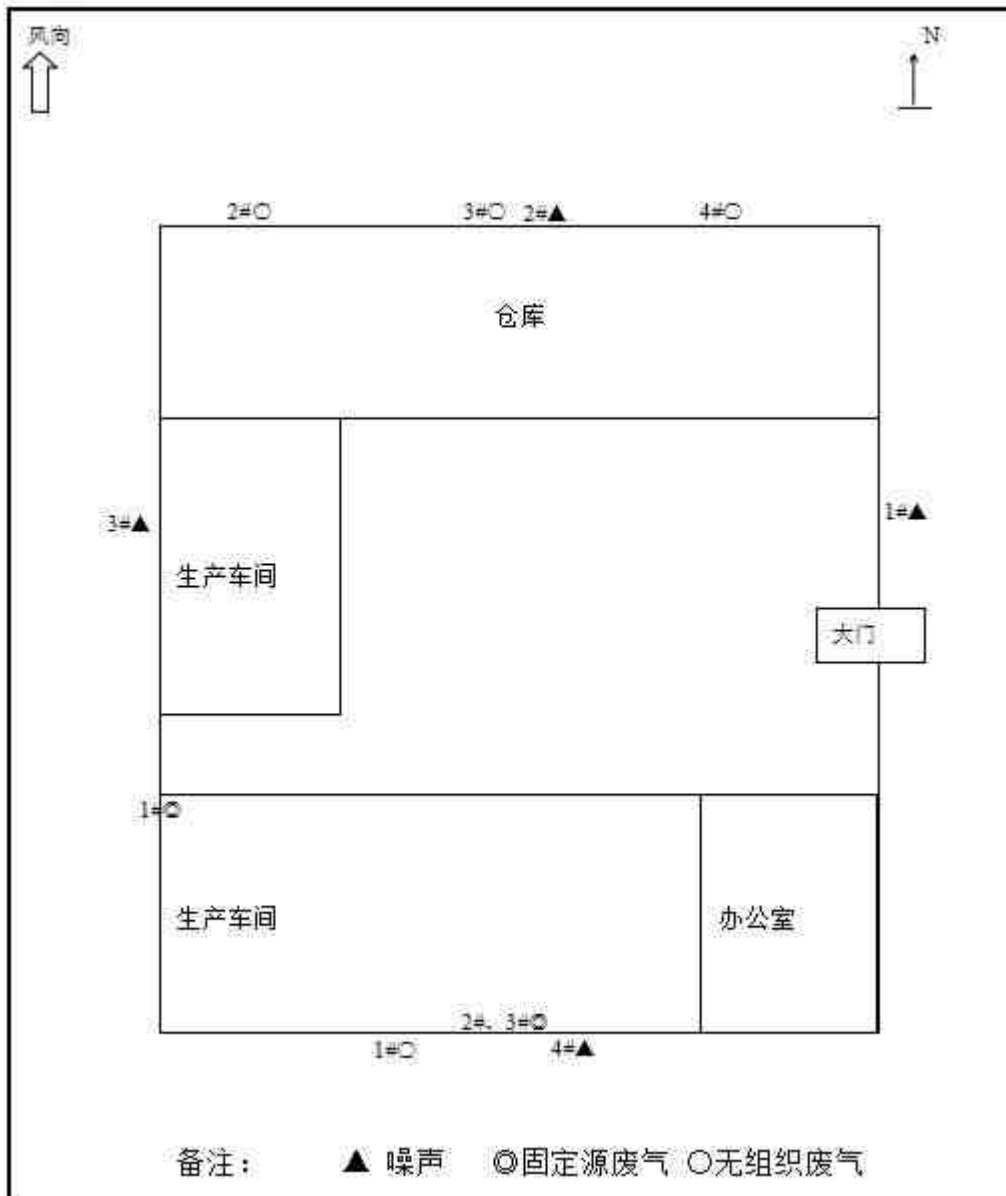 风向 N
2#○ 3#○ 2#▲ 4#○
仓库
3#▲ 1#▲
生产车间
大门
1#◎
生产车间 办公室
2#、3#◎
1#○ 4#▲
备注： ▲ 噪声 ◎固定源废气 ○无组织废气